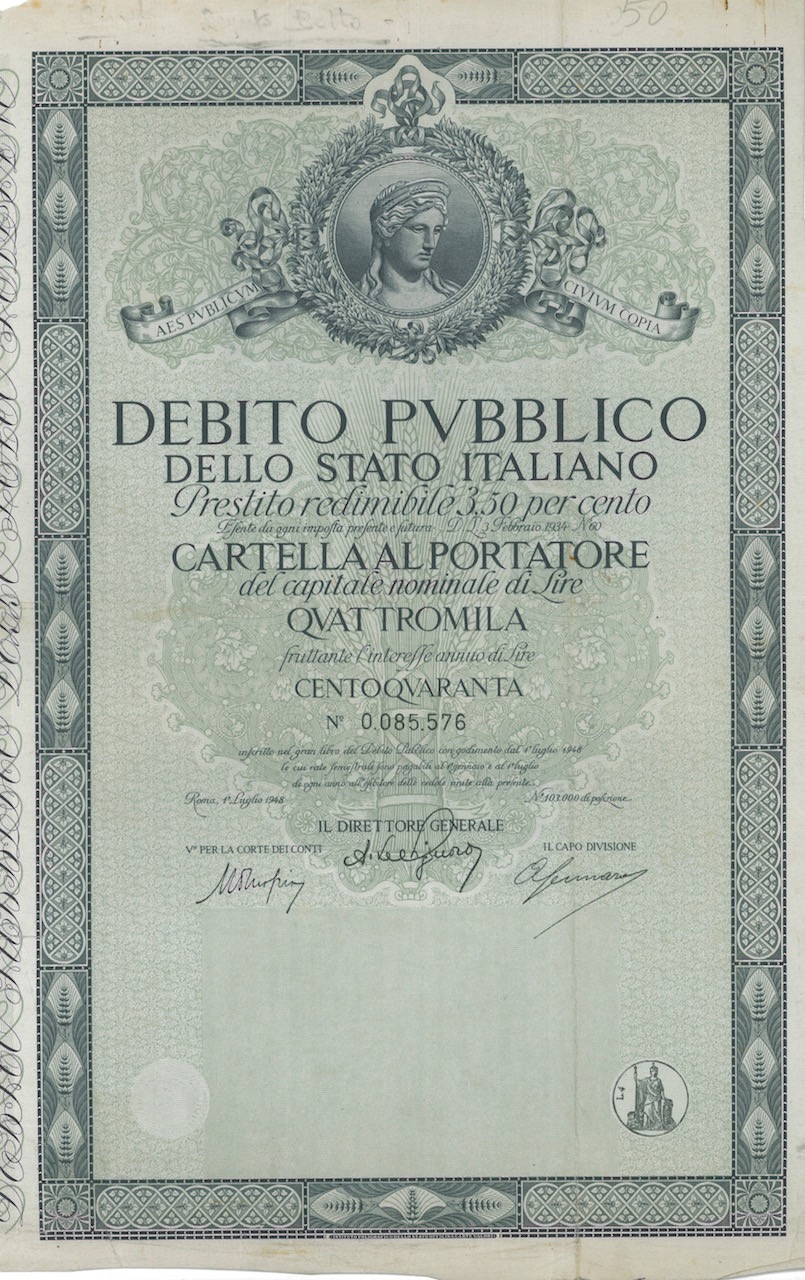 50
AES PVBLICVM
CIVIVM COPIA
DEBITO PVBBLICO
DELLO STATO ITALIANO
Prestito redimibile 3,50 per cento
Esente da ogni imposta presente e futura - D. L. 3 Febbraio 1934 - N° 60
CARTELLA AL PORTATORE
del capitale nominale di Lire
QVATTROMILA
fruttante l'interesse annuo di Lire
CENTOQVARANTA
N° 0.085.576
inscritto nel gran libro del Debito Pubblico con godimento dal 1° luglio 1948
le cui rate semestrali sono pagabili al 1° gennaio e al 1° luglio
di ogni anno all'esibitore delle cedole unite alla presente.
Roma, 1° Luglio 1948
N° 103.000 di posizione.
IL DIRETTORE GENERALE
V° PER LA CORTE DEI CONTI
IL CAPO DIVISIONE
L.4